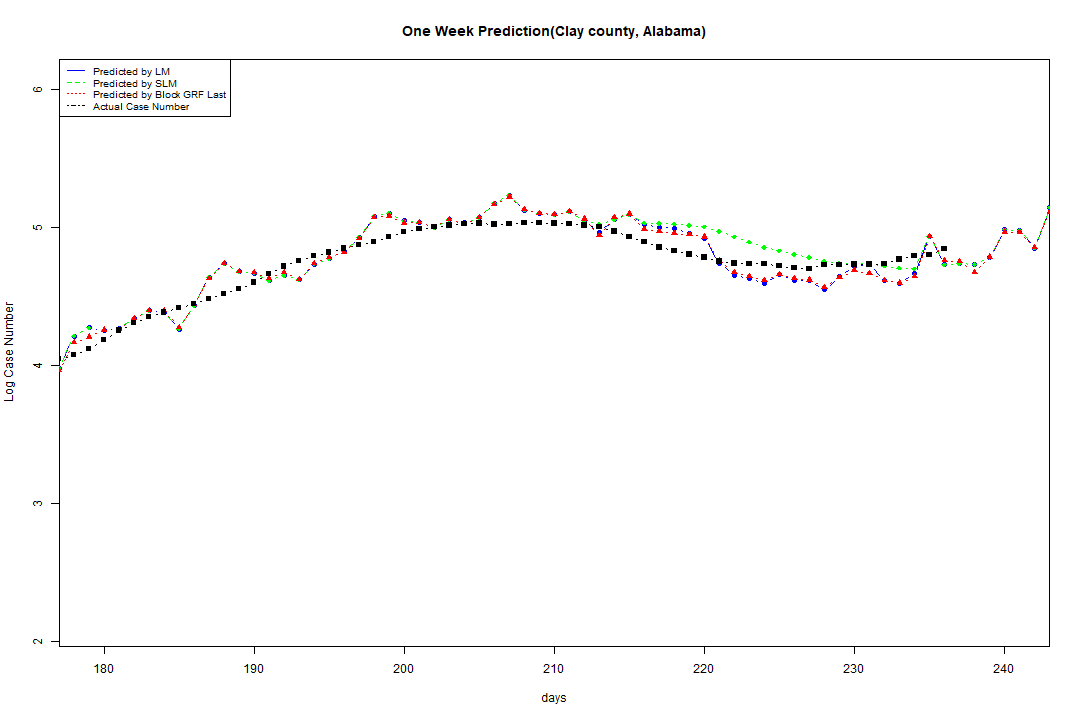 One Week Prediction(Clay county, Alabama)
Predicted by LM
Predicted by SLM
Predicted by Block GRF Last
Actual Case Number
6
5
4
3
2
Log Case Number
180 190 200 210 220 230 240
days